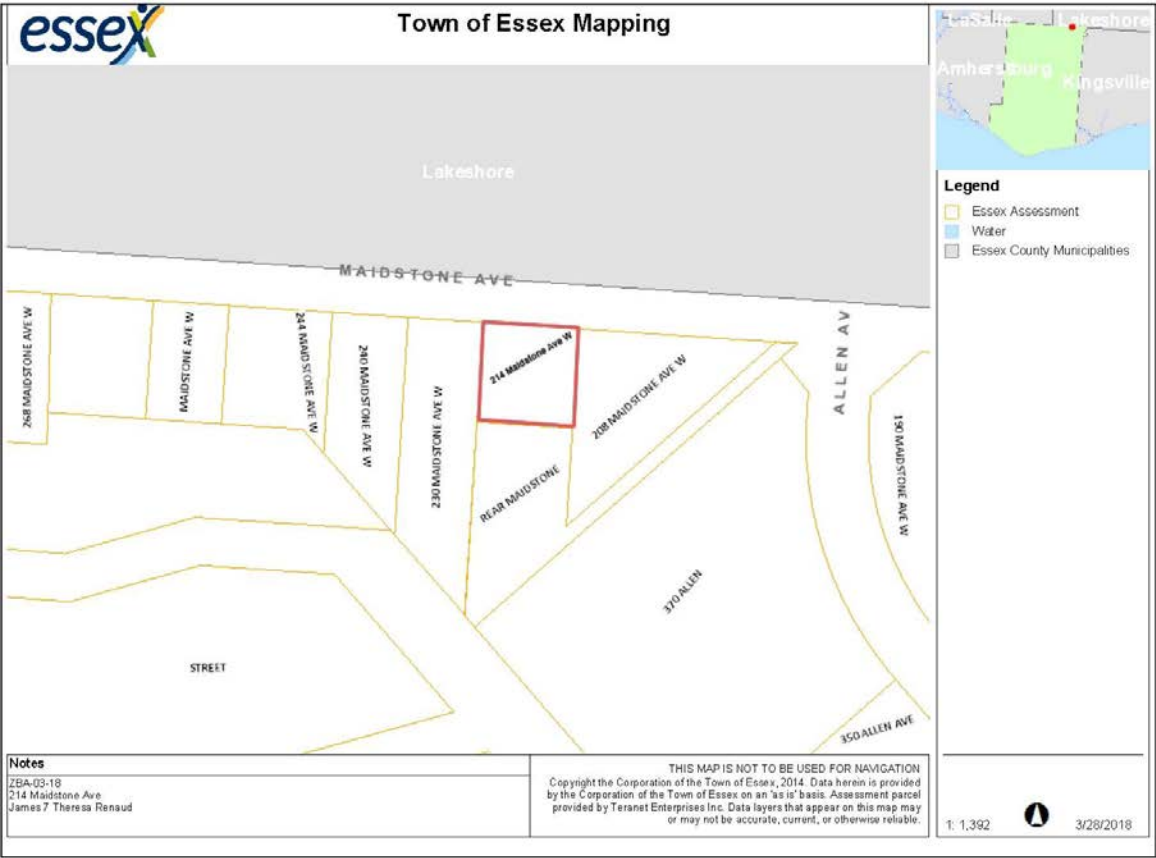 essex
Town of Essex Mapping
LaSalle
Lakeshore
Amherstburg
Kingsville
Lakeshore
MAIDSTONE AVE
ALLEN AV
268 MAIDSTONE AVE W
MAIDSTONE AVE W
244 MAIDSTONE AVE W
240 MAIDSTONE AVE W
230 MAIDSTONE AVE W
214 Maidstone Ave W
208 MAIDSTONE AVE W
REAR MAIDSTONE
190 MAIDSTONE AVE W
370 ALLEN
350 ALLEN AVE
STREET
Legend
Essex Assessment
Water
Essex County Municipalities
Notes
ZBA-03-18
214 Maidstone Ave
James 7 Theresa Renaud
THIS MAP IS NOT TO BE USED FOR NAVIGATION
Copyright the Corporation of the Town of Essex, 2014. Data herein is provided
by the Corporation of the Town of Essex on an 'as is' basis. Assessment parcel
provided by Teranet Enterprises Inc. Data layers that appear on this map may
or may not be accurate, current, or otherwise reliable.
1: 1,392
3/28/2018